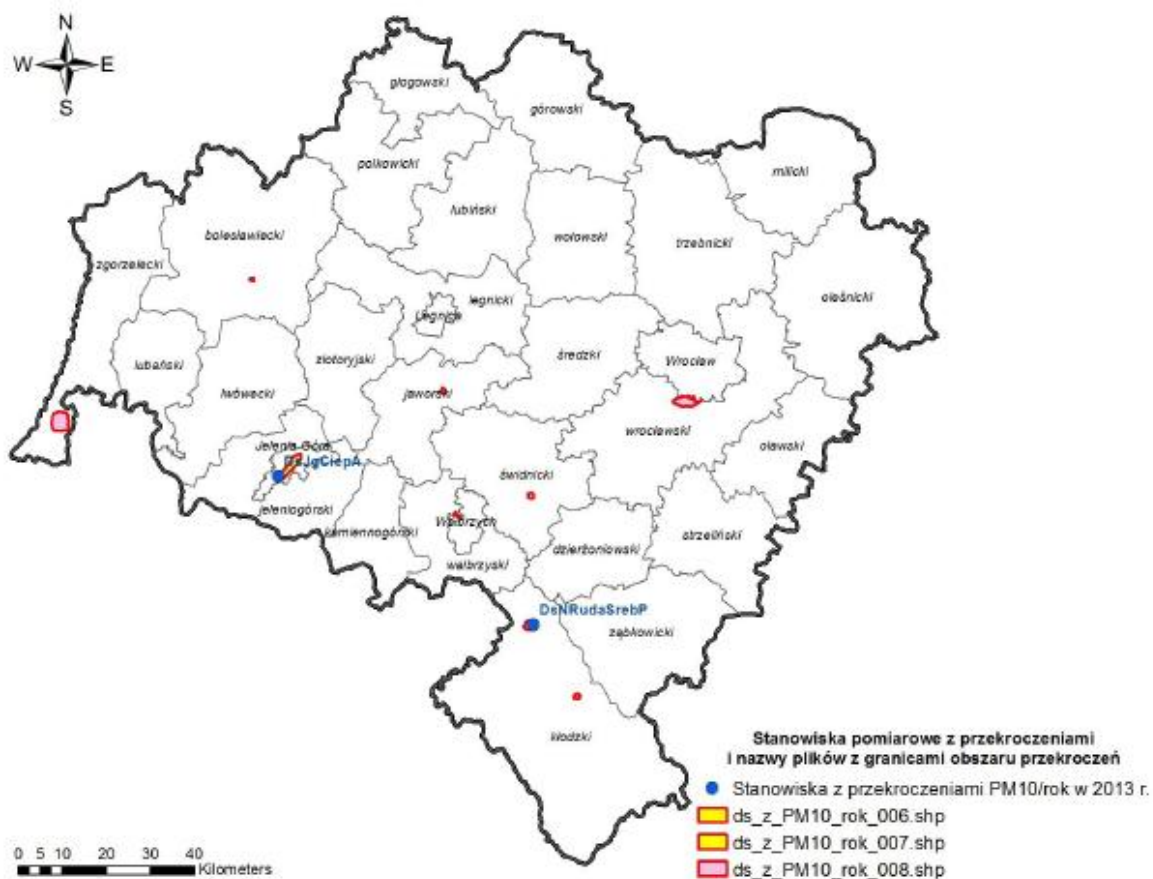 N
W E
S
głogowski
górowski
polkowicki
milicki
lubiński
bolesławiecki
wołowski
trzebnicki
zgorzelecki
oleśnicki
legnicki
Legnica
lubański
złotoryjski
średzki
Wrocław
lwówecki
jaworski
wrocławski
oławski
Jelenia Góra
DsJgCiepA
świdnicki
jeleniogórski
kamiennogórski
Wałbrzych
strzeliński
dzierżoniowski
wałbrzyski
DsNRudaSrebP
ząbkowicki
kłodzki
Stanowiska pomiarowe z przekroczeniami
i nazwy plików z granicami obszaru przekroczeń
Stanowiska z przekroczeniami PM10/rok w 2013 r.
ds_z_PM10_rok_006.shp
ds_z_PM10_rok_007.shp
ds_z_PM10_rok_008.shp
0 5 10 20 30 40
Kilometers